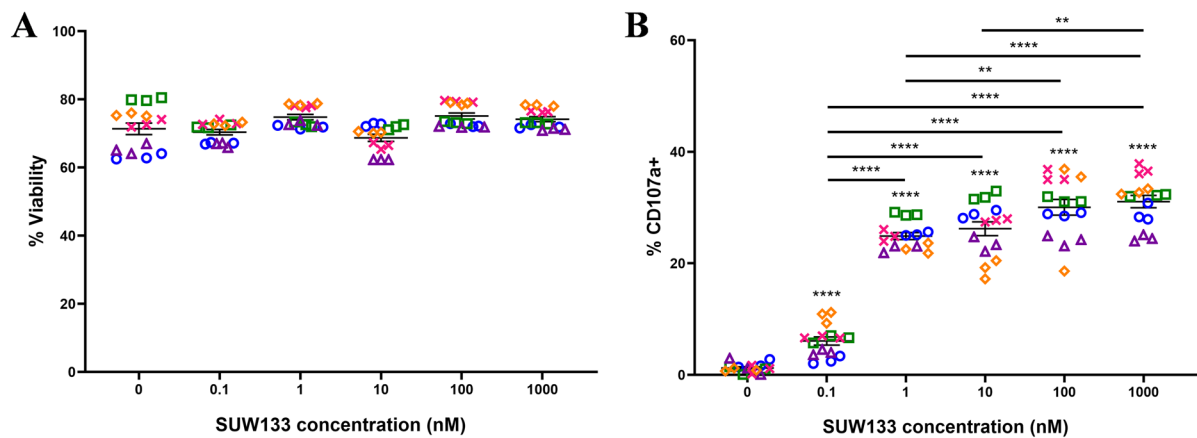 A
% Viability
100
80
60
40
20
0
0 0.1 1 10 100 1000
SUW133 concentration (nM)
B
% CD107a+
60
40
20
0
**
****
**
****
****
****
****
****
****
****
****
****
0 0.1 1 10 100 1000
SUW133 concentration (nM)